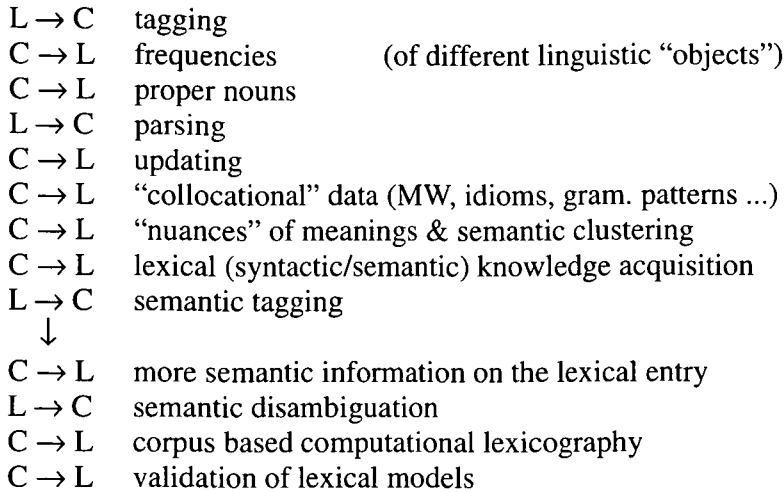 L → C tagging
C → L frequencies (of different linguistic “objects”)
C → L proper nouns
L → C parsing
C → L updating
C → L “collocational” data (MW, idioms, gram. patterns ...)
C → L “nuances” of meanings & semantic clustering
C → L lexical (syntactic/semantic) knowledge acquisition
L → C semantic tagging
↓
C → L more semantic information on the lexical entry
L → C semantic disambiguation
C → L corpus based computational lexicography
C → L validation of lexical models